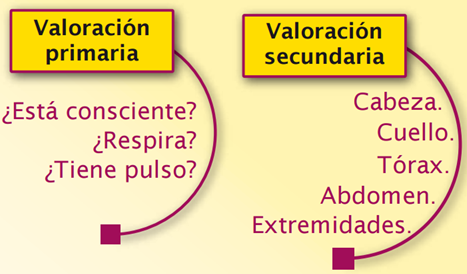 Valoración
primaria
¿Está consciente?
¿Respira?
¿Tiene pulso?
Valoración
secundaria
Cabeza.
Cuello.
Tórax.
Abdomen.
Extremidades.